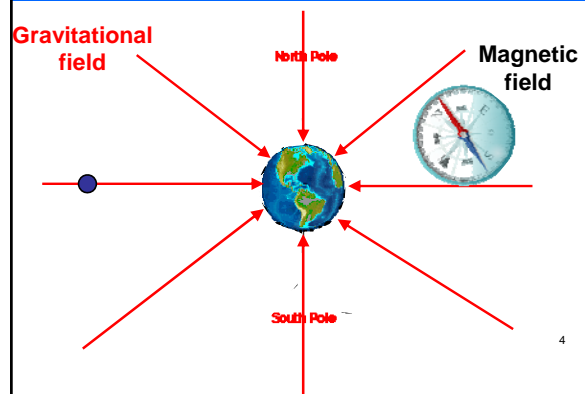 Gravitational
field
North Pole
Magnetic
field
E
S
South Pole
4